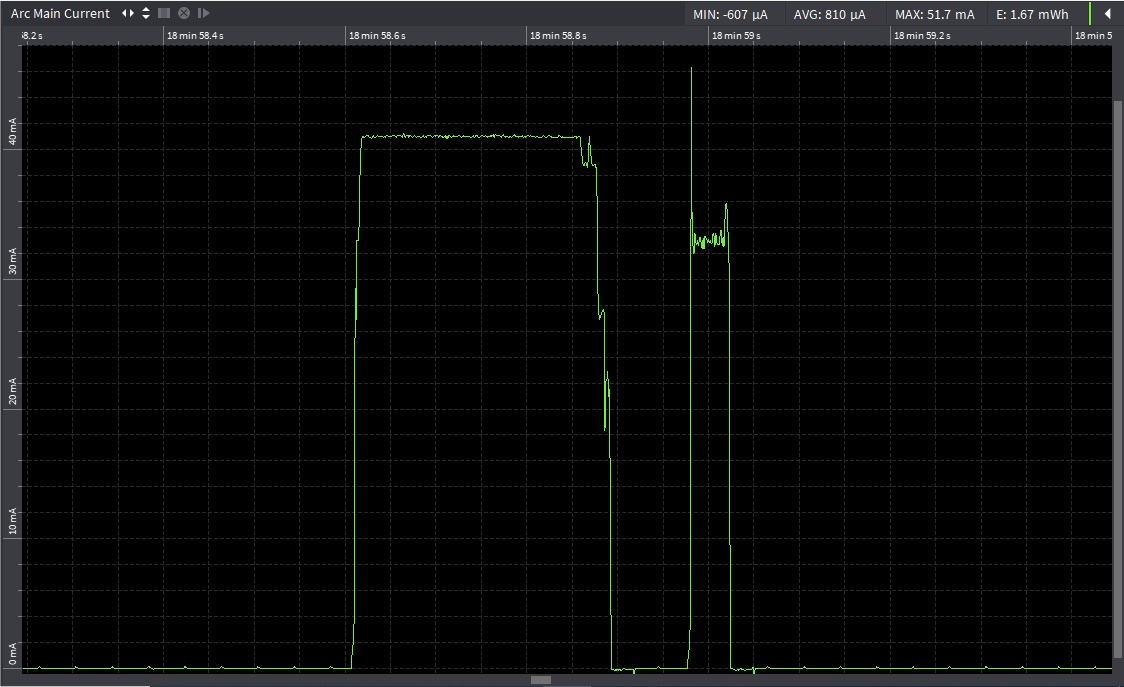 Arc Main Current MIN: -607 µA AVG: 810 µA MAX: 51.7 mA E: 1.67 mWh
8.2 s 18 min 58.4 s 18 min 58.6 s 18 min 58.8 s 18 min 59 s 18 min 59.2 s 18 min 5
40 mA
30 mA
20 mA
10 mA
0 mA